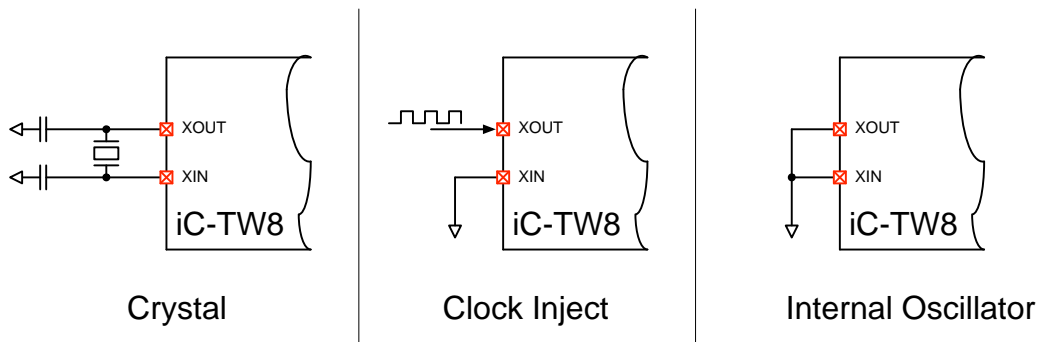 XOUT
XIN
iC-TW8
Crystal
XOUT
XIN
iC-TW8
Clock Inject
XOUT
XIN
iC-TW8
Internal Oscillator